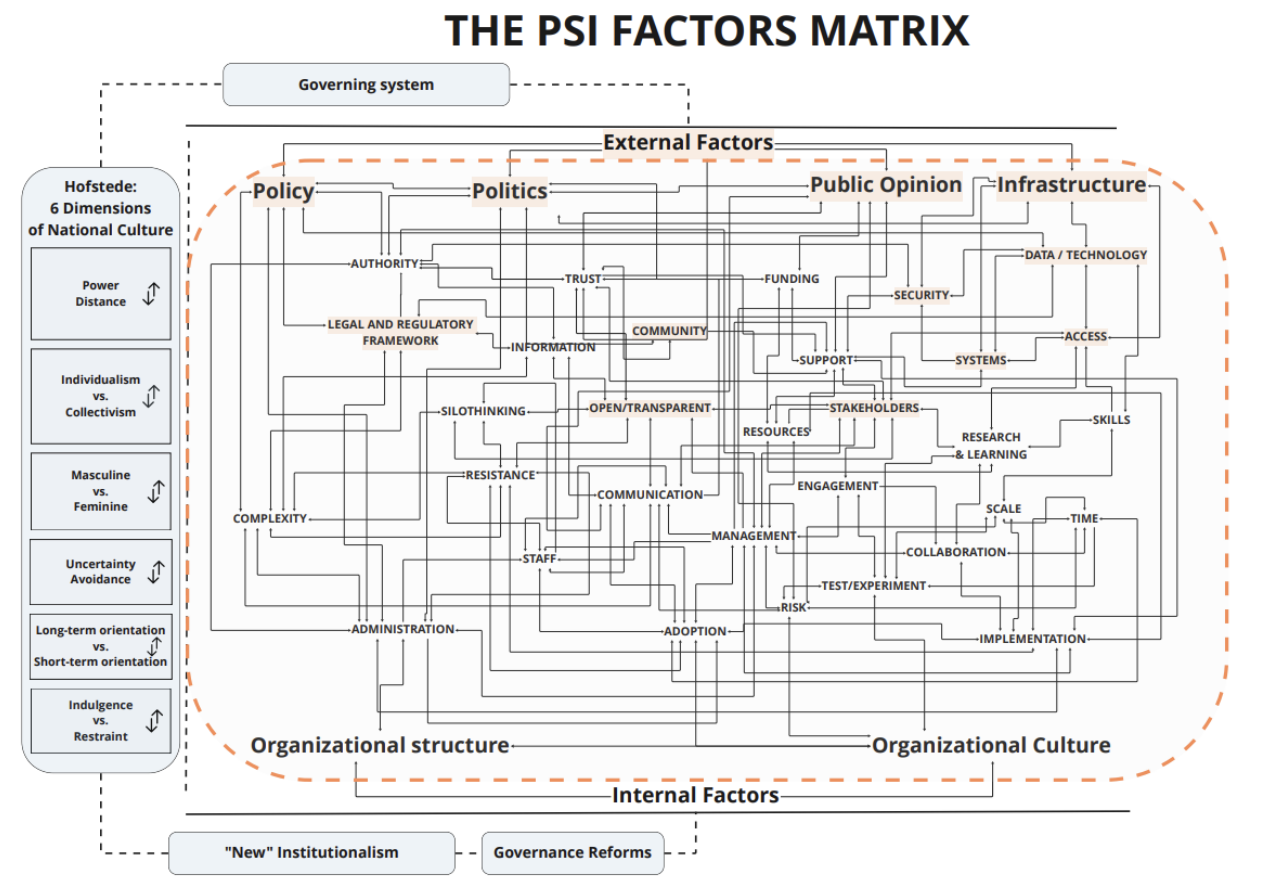 THE PSI FACTORS MATRIX
Governing system
External Factors
Hofstede:
6 Dimensions
of National Culture
Power
Distance
Individualism
vs.
Collectivism
Masculine
vs.
Feminine
Uncertainty
Avoidance
Long-term orientation
vs.
Short-term orientation
Indulgence
vs.
Restraint
Policy
Politics
Public Opinion
Infrastructure
AUTHORITY
TRUST
FUNDING
DATA / TECHNOLOGY
SECURITY
LEGAL AND REGULATORY
FRAMEWORK
COMMUNITY
INFORMATION
SUPPORT
SYSTEMS
ACCESS
SILOTHINKING
OPEN/TRANSPARENT
STAKEHOLDERS
RESOURCES
SKILLS
RESEARCH
& LEARNING
RESISTANCE
COMMUNICATION
ENGAGEMENT
SCALE
TIME
COMPLEXITY
MANAGEMENT
STAFF
COLLABORATION
TEST/EXPERIMENT
RISK
ADMINISTRATION
ADOPTION
IMPLEMENTATION
Organizational structure
Organizational Culture
Internal Factors
"New" Institutionalism
Governance Reforms